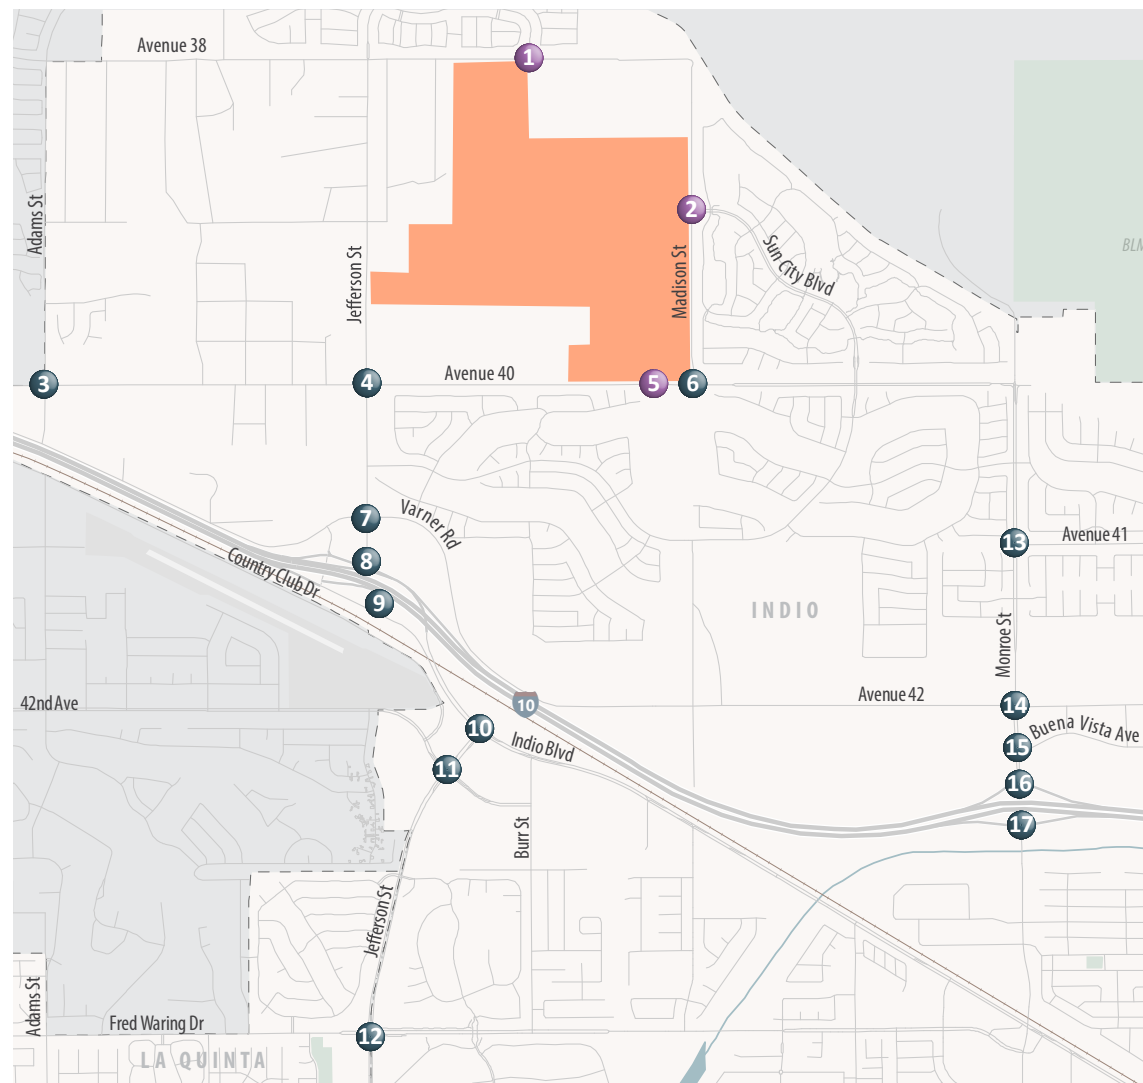 Avenue 38
1
Adams St
2
Jefferson St
Madison St
Sun City Blvd
BLM
3
4
Avenue 40
5
6
7
Varner Rd
8
Country Club Dr
9
13
Avenue 41
INDIO
Monroe St
42nd Ave
10
Avenue 42
14
10
Indio Blvd
15
Buena Vista Ave
11
16
Burr St
17
Jefferson St
Adams St
Fred Waring Dr
12
LA QUINTA